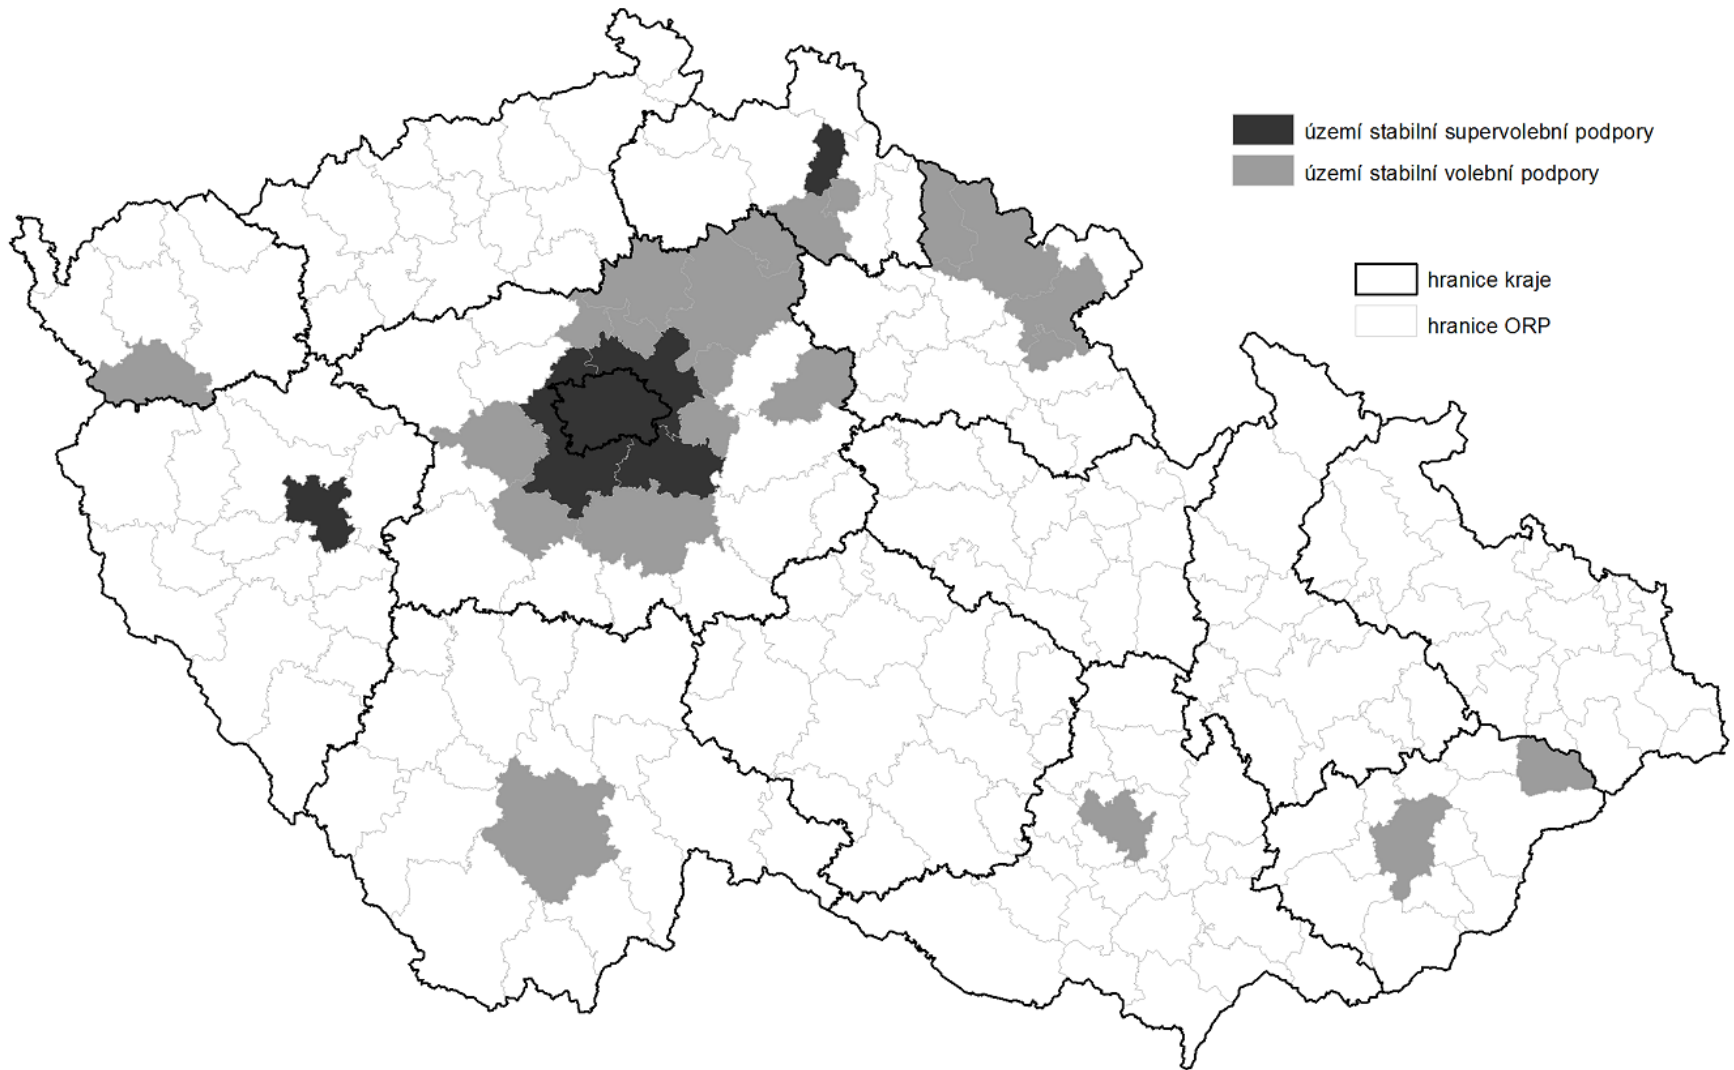 území stabilní supervolební podpory
území stabilní volební podpory
hranice kraje
hranice ORP